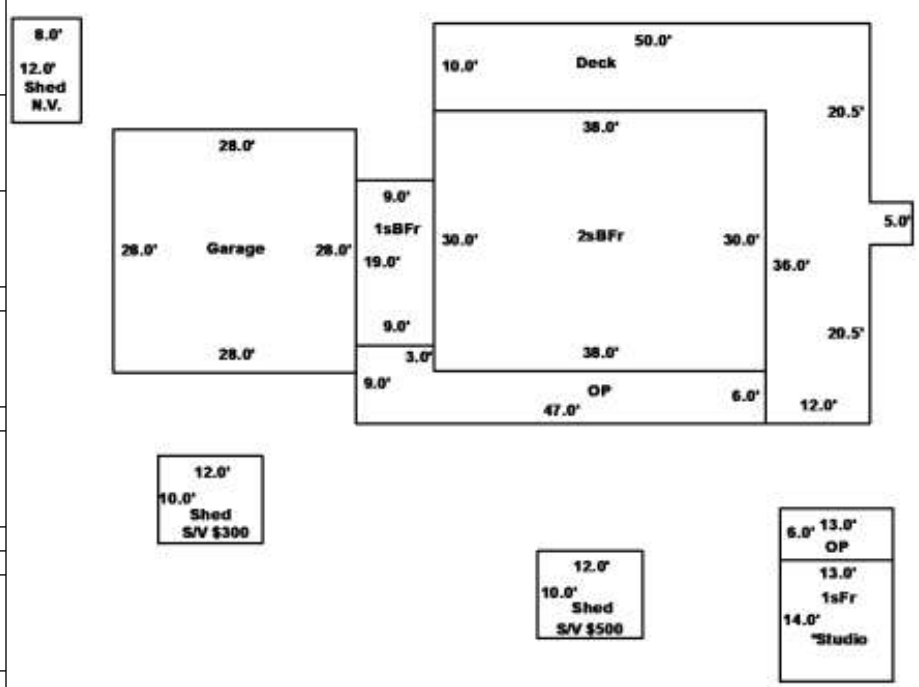 8.0'
12.0'
Shed
N.V.
50.0'
10.0'
Deck
20.5'
28.0'
38.0'
9.0'
1sBFr
5.0'
28.0'
Garage
28.0'
19.0'
30.0'
2sBFr
30.0'
36.0'
9.0'
20.5'
28.0'
3.0'
38.0'
9.0'
OP
6.0'
47.0'
12.0'
12.0'
10.0'
Shed
S/V $300
12.0'
10.0'
Shed
S/V $500
6.0' 13.0'
OP
13.0'
1sFr
14.0'
*Studio